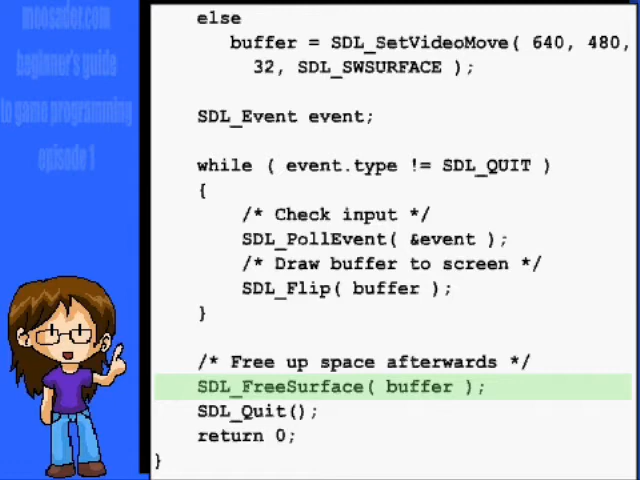 moosader.com
beginner's guide
to game programming
episode 1
else
buffer = SDL_SetVideoMove( 640, 480,
32, SDL_SWSURFACE );
SDL_Event event;
while ( event.type != SDL_QUIT )
{
/* Check input */
SDL_PollEvent( &event );
/* Draw buffer to screen */
SDL_Flip( buffer );
}
/* Free up space afterwards */
SDL_FreeSurface( buffer );
SDL_Quit();
return 0;
}